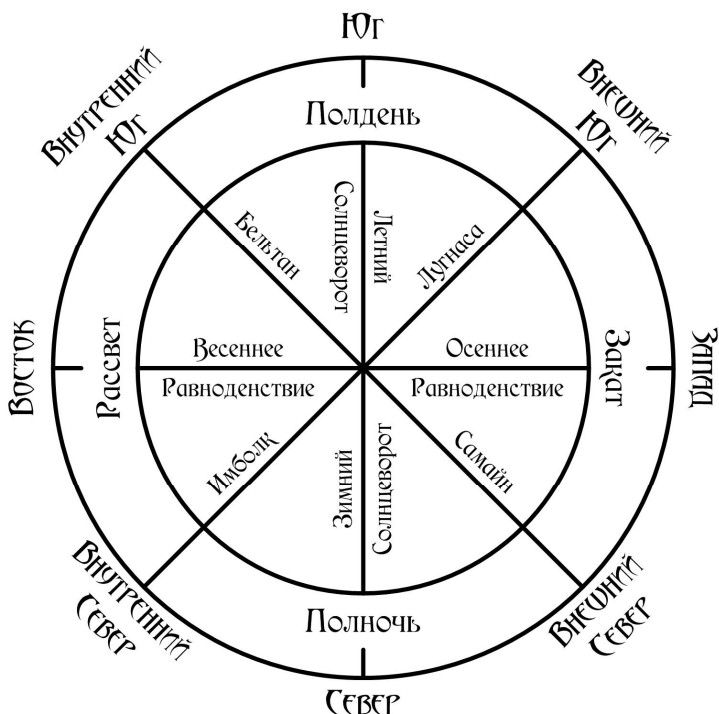 Юг
Внутренний
Юг
Внешний
Юг
Полдень
Бельтан
Летний
Солнцеворот
Лугнаса
Восток
Рассвет
Весеннее
Равноденствие
Осеннее
Равноденствие
Закат
Запад
Имболк
Зимний
Солнцеворот
Самайн
Внутренний
Север
Полночь
Внешний
Север
Север